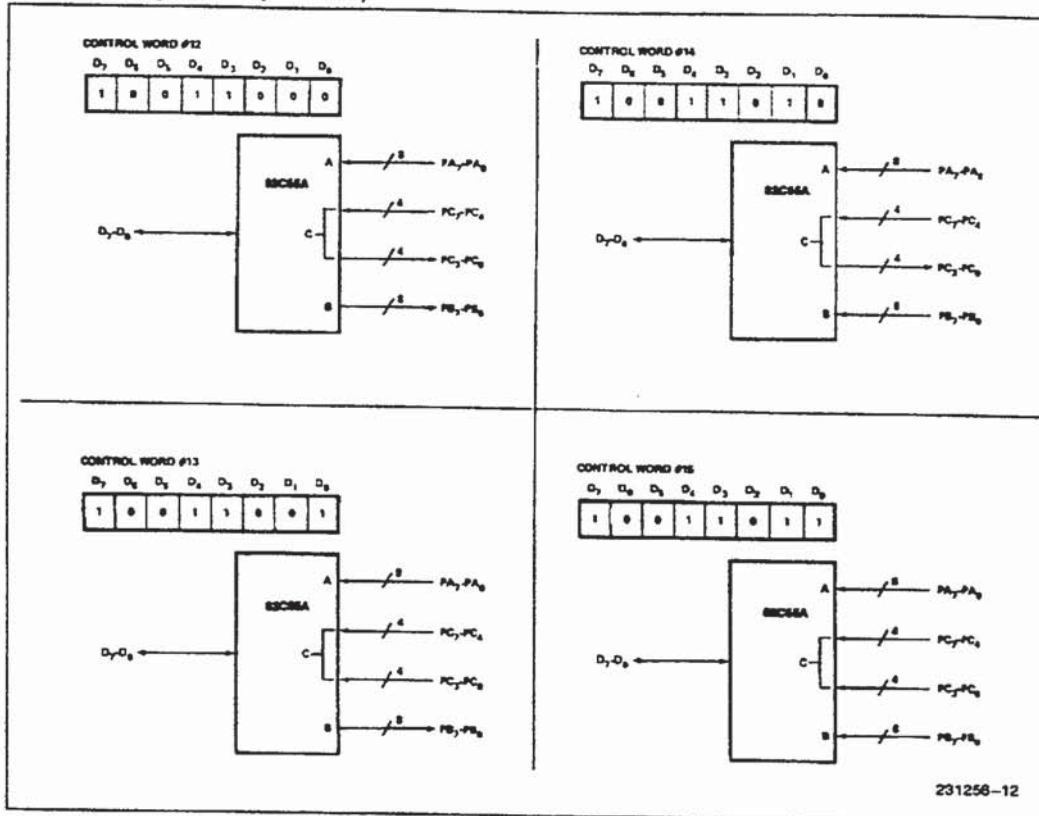 CONTROL WORD #12
D7 D6 D5 D4 D3 D2 D1 D0
1 0 0 1 1 0 0 0
82C55A
A
8
PA7-PA0
4
PC7-PC4
D7-D0
C
4
PC3-PC0
B
8
PB7-PB0
CONTROL WORD #14
D7 D6 D5 D4 D3 D2 D1 D0
1 0 0 1 1 0 1 0
A
8
PA7-PA0
4
PC7-PC4
D7-D0
C
4
PC3-PC0
B
8
PB7-PB0
CONTROL WORD #13
D7 D6 D5 D4 D3 D2 D1 D0
1 0 0 1 1 0 0 1
A
8
PA7-PA0
82C55A
4
PC7-PC4
D7-D0
C
4
PC3-PC0
B
8
PB7-PB0
CONTROL WORD #15
D7 D6 D5 D4 D3 D2 D1 D0
1 0 0 1 1 0 1 1
A
8
PA7-PA0
82C55A
4
PC7-PC4
D7-D0
C
4
PC3-PC0
B
8
PB7-PB0
231256-12